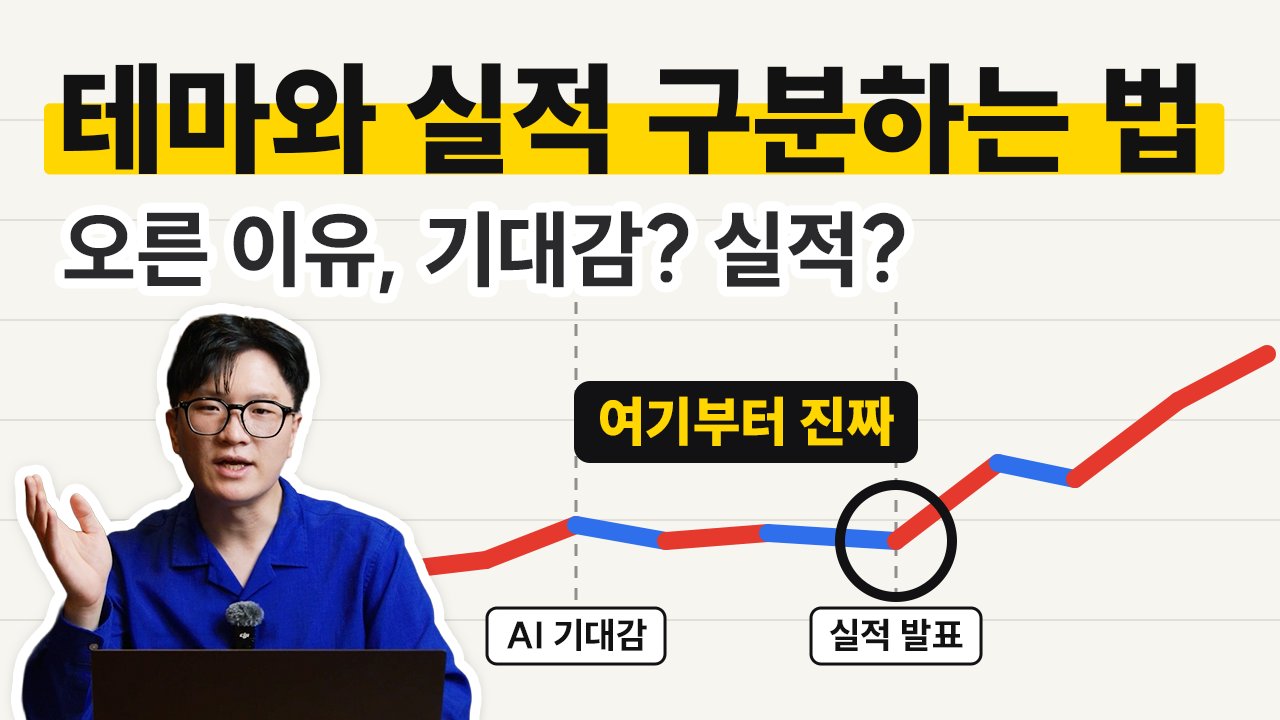 테마와 실적 구분하는 법
오른 이유, 기대감? 실적?
여기부터 진짜
AI 기대감
실적 발표
dji